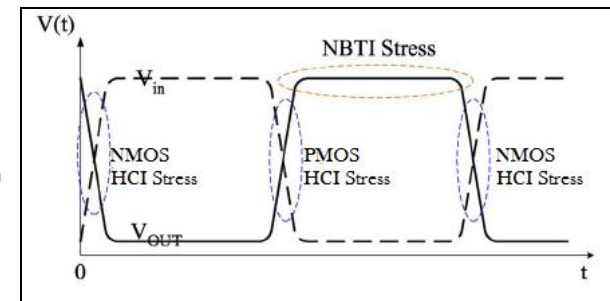 V(t)
NBTI Stress
Vin
NMOS
HCI Stress
PMOS
HCI Stress
NMOS
HCI Stress
VOUT
0
t